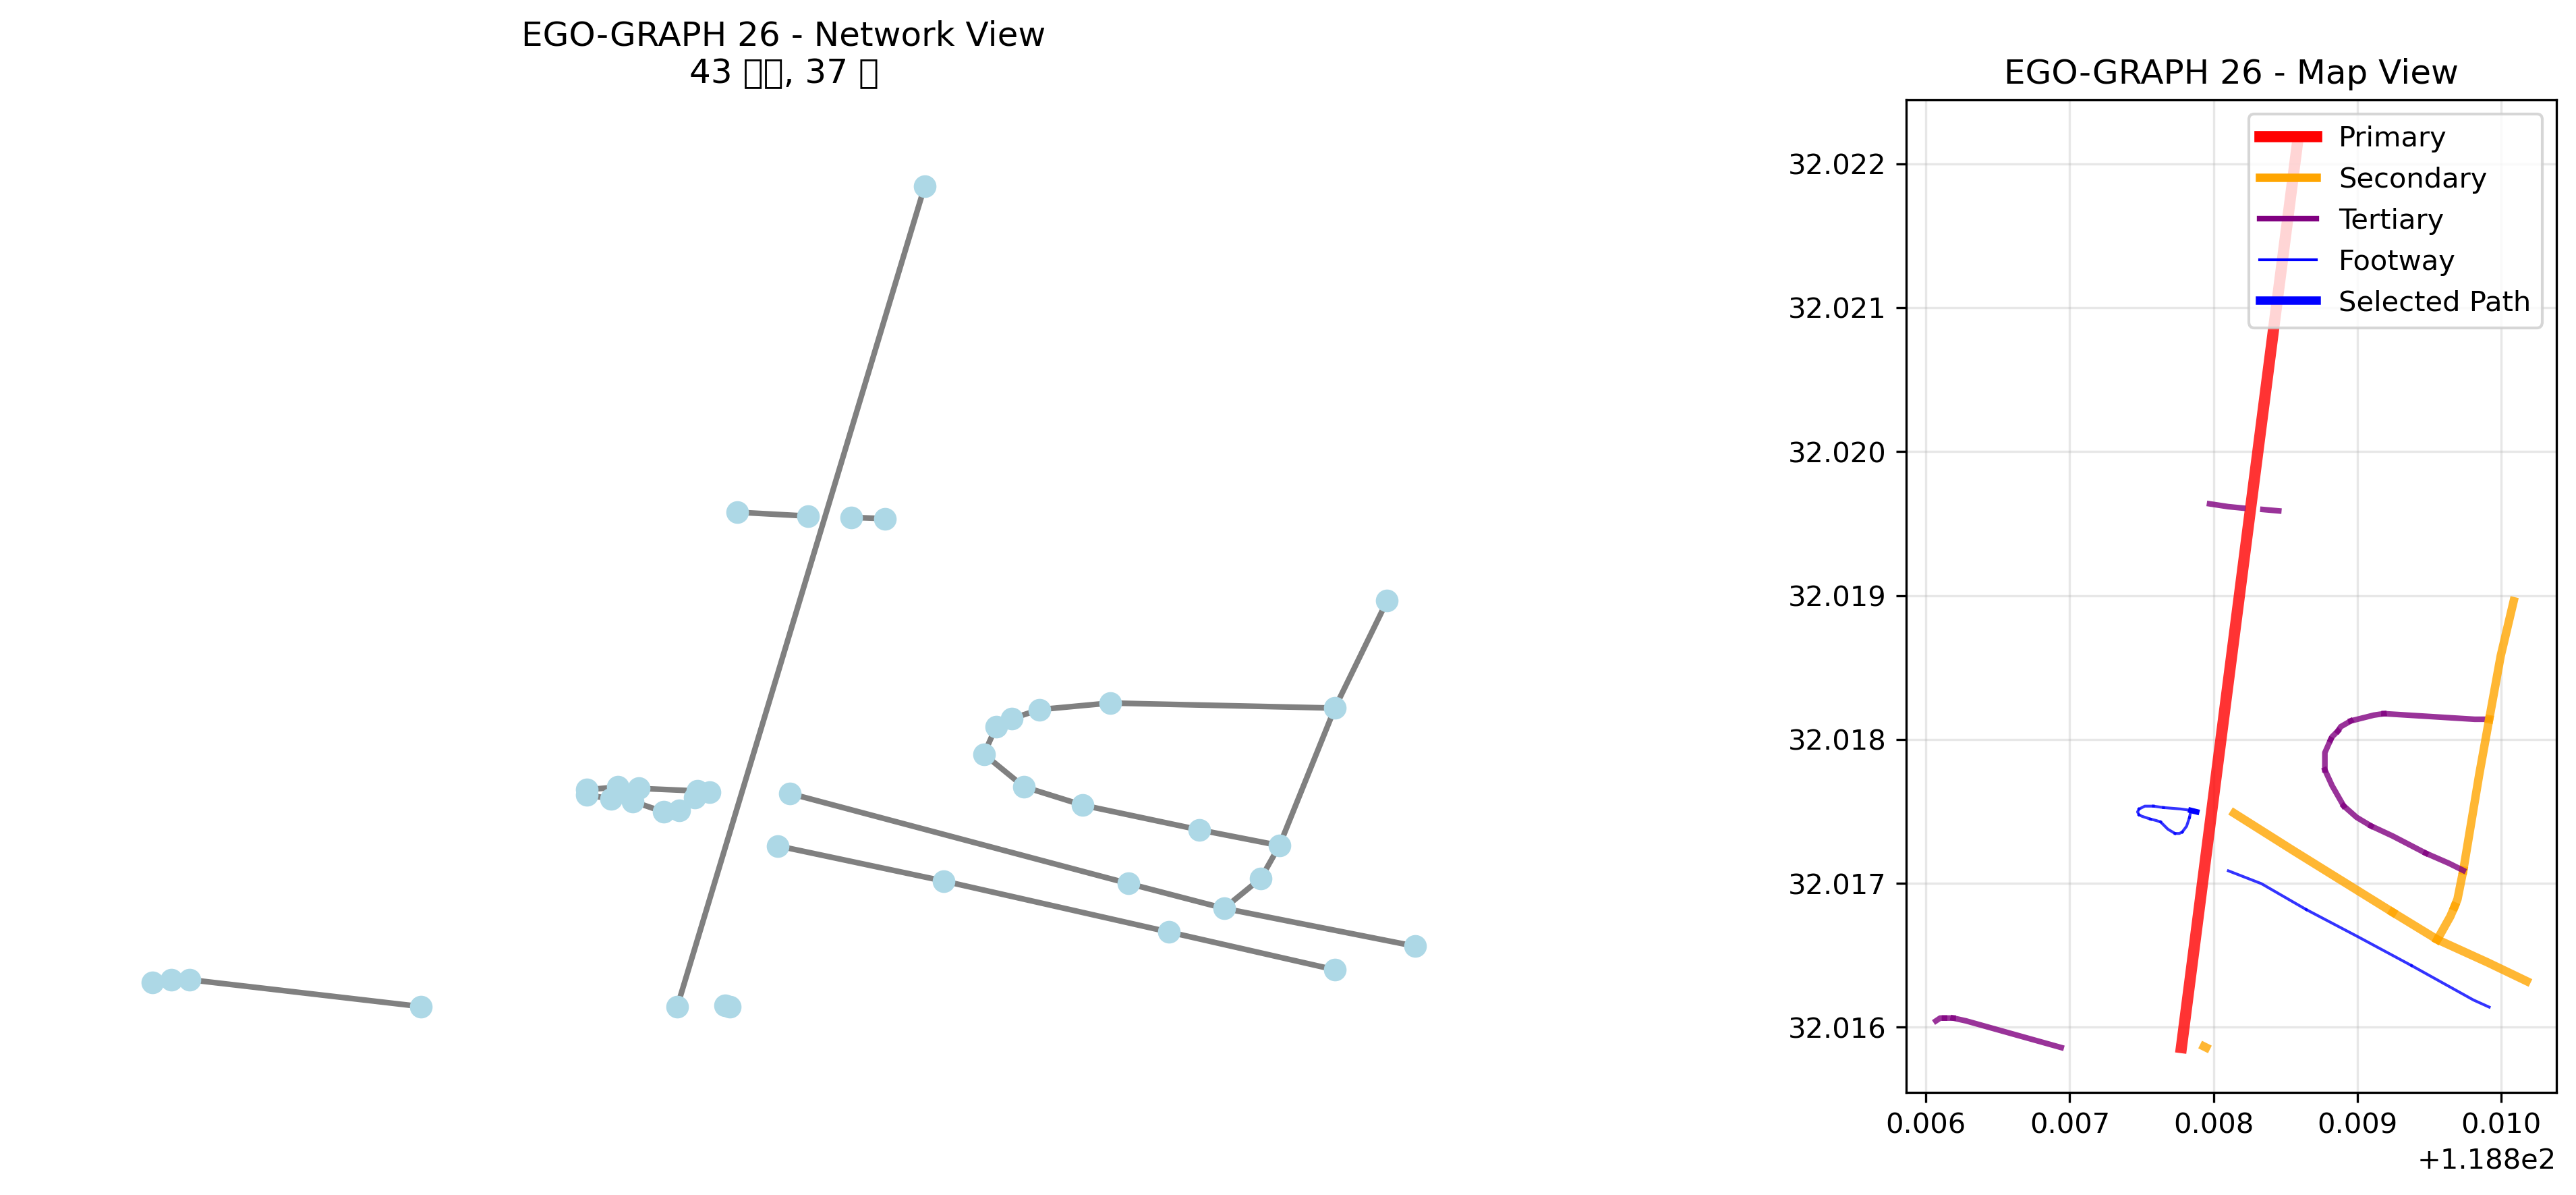 EGO-GRAPH 26 - Network View
43 , 37
EGO-GRAPH 26 - Map View
Primary
Secondary
Tertiary
Footway
Selected Path
32.022
32.021
32.020
32.019
32.018
32.017
32.016
0.006 0.007 0.008 0.009 0.010
+1.188e2